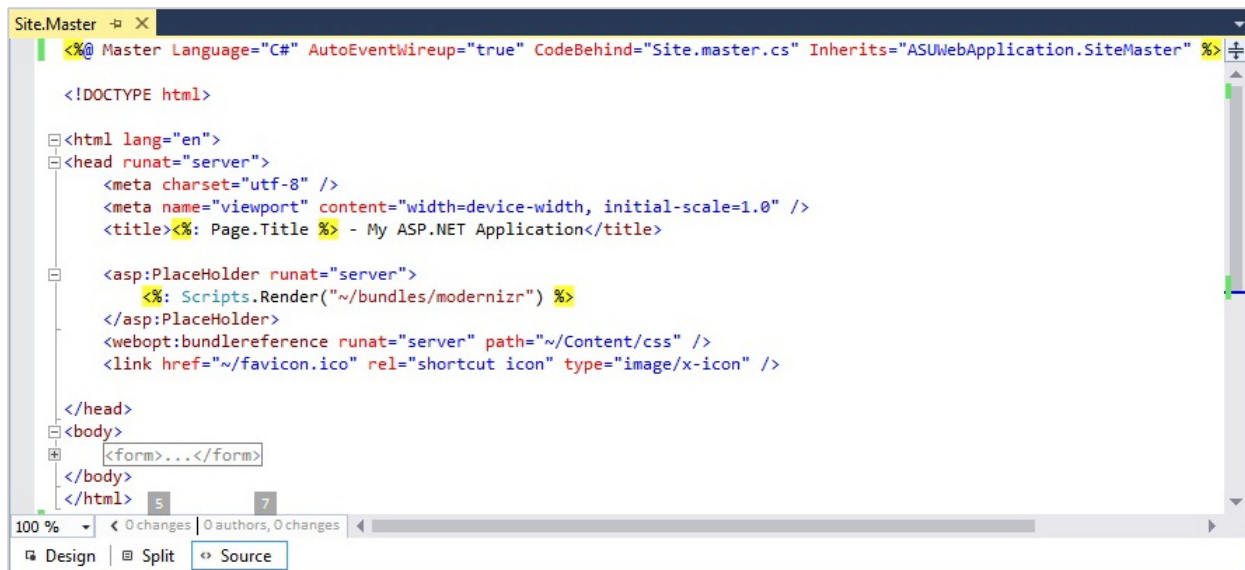 Site.Master
<%@ Master Language="C#" AutoEventWireup="true" CodeBehind="Site.master.cs" Inherits="ASUWebApplication.SiteMaster" %>
<!DOCTYPE html>
<html lang="en">
<head runat="server">
<meta charset="utf-8" />
<meta name="viewport" content="width=device-width, initial-scale=1.0" />
<title><%: Page.Title %> - My ASP.NET Application</title>
<asp:PlaceHolder runat="server">
<%: Scripts.Render("~/bundles/modernizr") %>
</asp:PlaceHolder>
<webopt:bundlereference runat="server" path="~/Content/css" />
<link href="~/favicon.ico" rel="shortcut icon" type="image/x-icon" />
</head>
<body>
<form>...</form>
</body>
</html>
5 7
100 % 0 changes 0 authors, 0 changes
Design Split Source